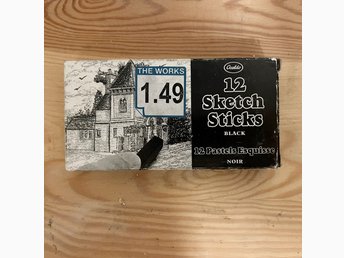 THE WORKS
1.49
12
Sketch
Sticks
BLACK
12 Pastels Esquisse
NOIR